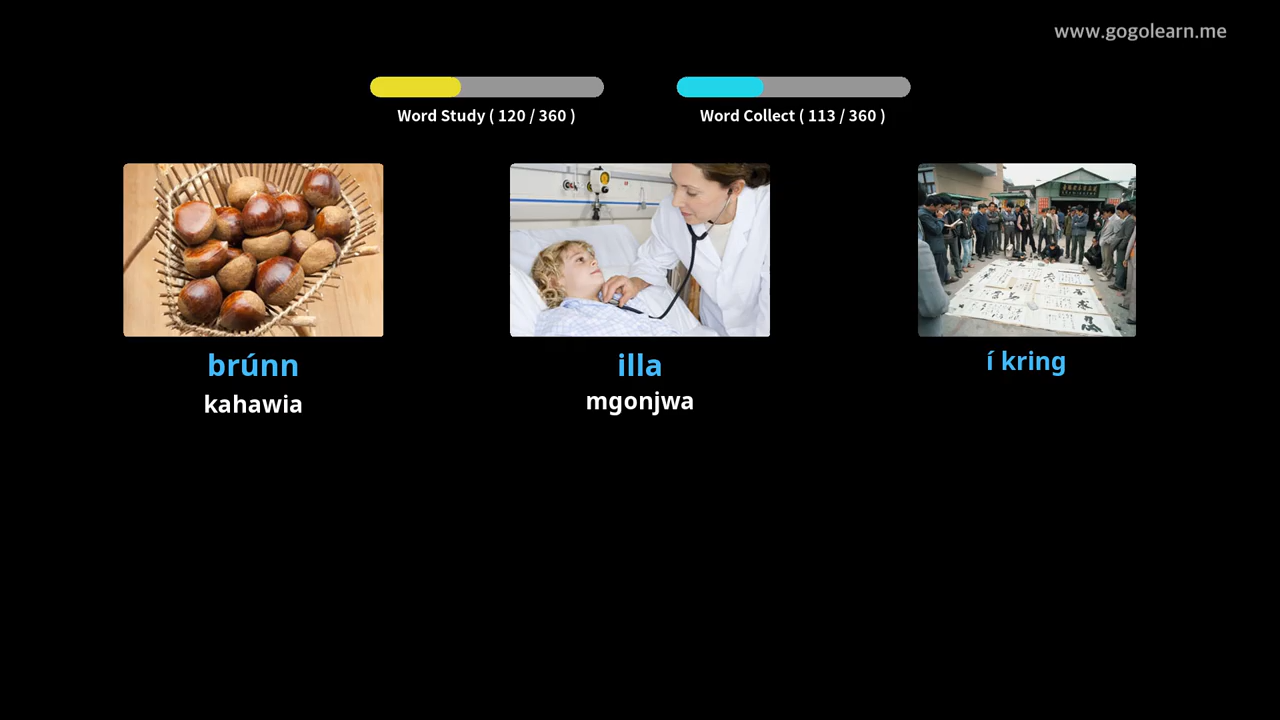 www.gogolearn.me
Word Study ( 120 / 360 )
Word Collect ( 113 / 360 )
brúnn
kahawia
illa
mgonjwa
í kring